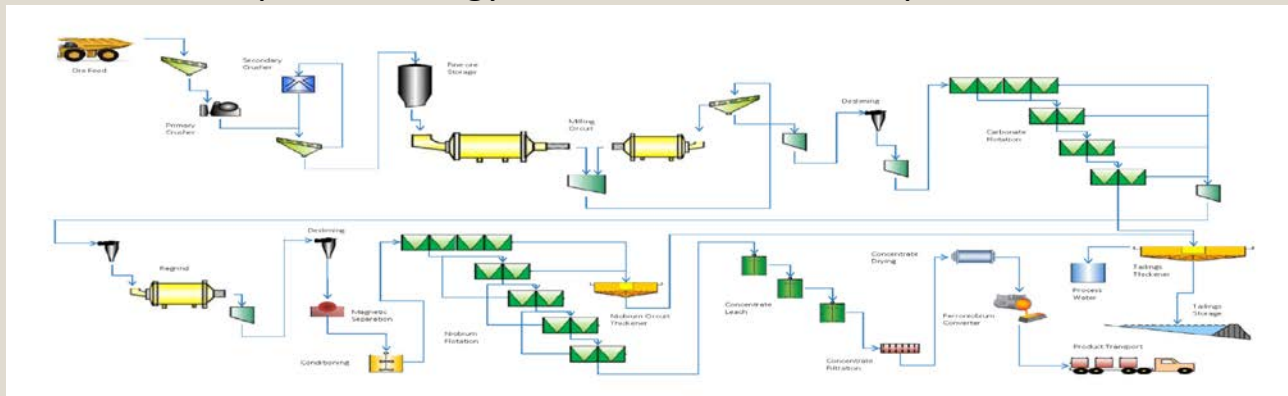 Ore Feed
Secondary
Crusher
Primary
Crusher
Fine ore
Storage
Milling
Circuit
Desliming
Carbonate
Flotation
Desliming
Regrind
Magnetic
Separation
Conditioning
Niobium
Flotation
Niobium Circuit
Thickener
Concentrate
Leach
Concentrate
Drying
Concentrate
Filtration
Ferroniobium
Converter
Process
Water
Tailings
Thickener
Tailings
Storage
Product Transport